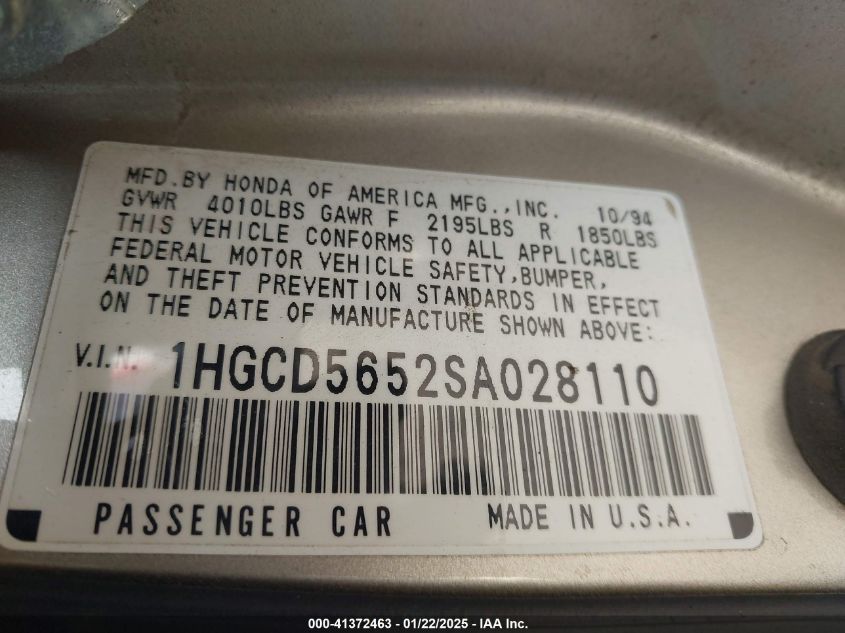 MFD.BY HONDA OF AMERICA MFG.,INC. 10/94
GVWR 4010LBS GAWR F 2195LBS R 1850LBS
THIS VEHICLE CONFORMS TO ALL APPLICABLE
FEDERAL MOTOR VEHICLE SAFETY,BUMPER,
AND THEFT PREVENTION STANDARDS IN EFFECT
ON THE DATE OF MANUFACTURE SHOWN ABOVE:
V.I.N. 1HGCD5652SA028110
PASSENGER CAR MADE IN U.S.A.
000-41372463 - 01/22/2025 - IAA Inc.